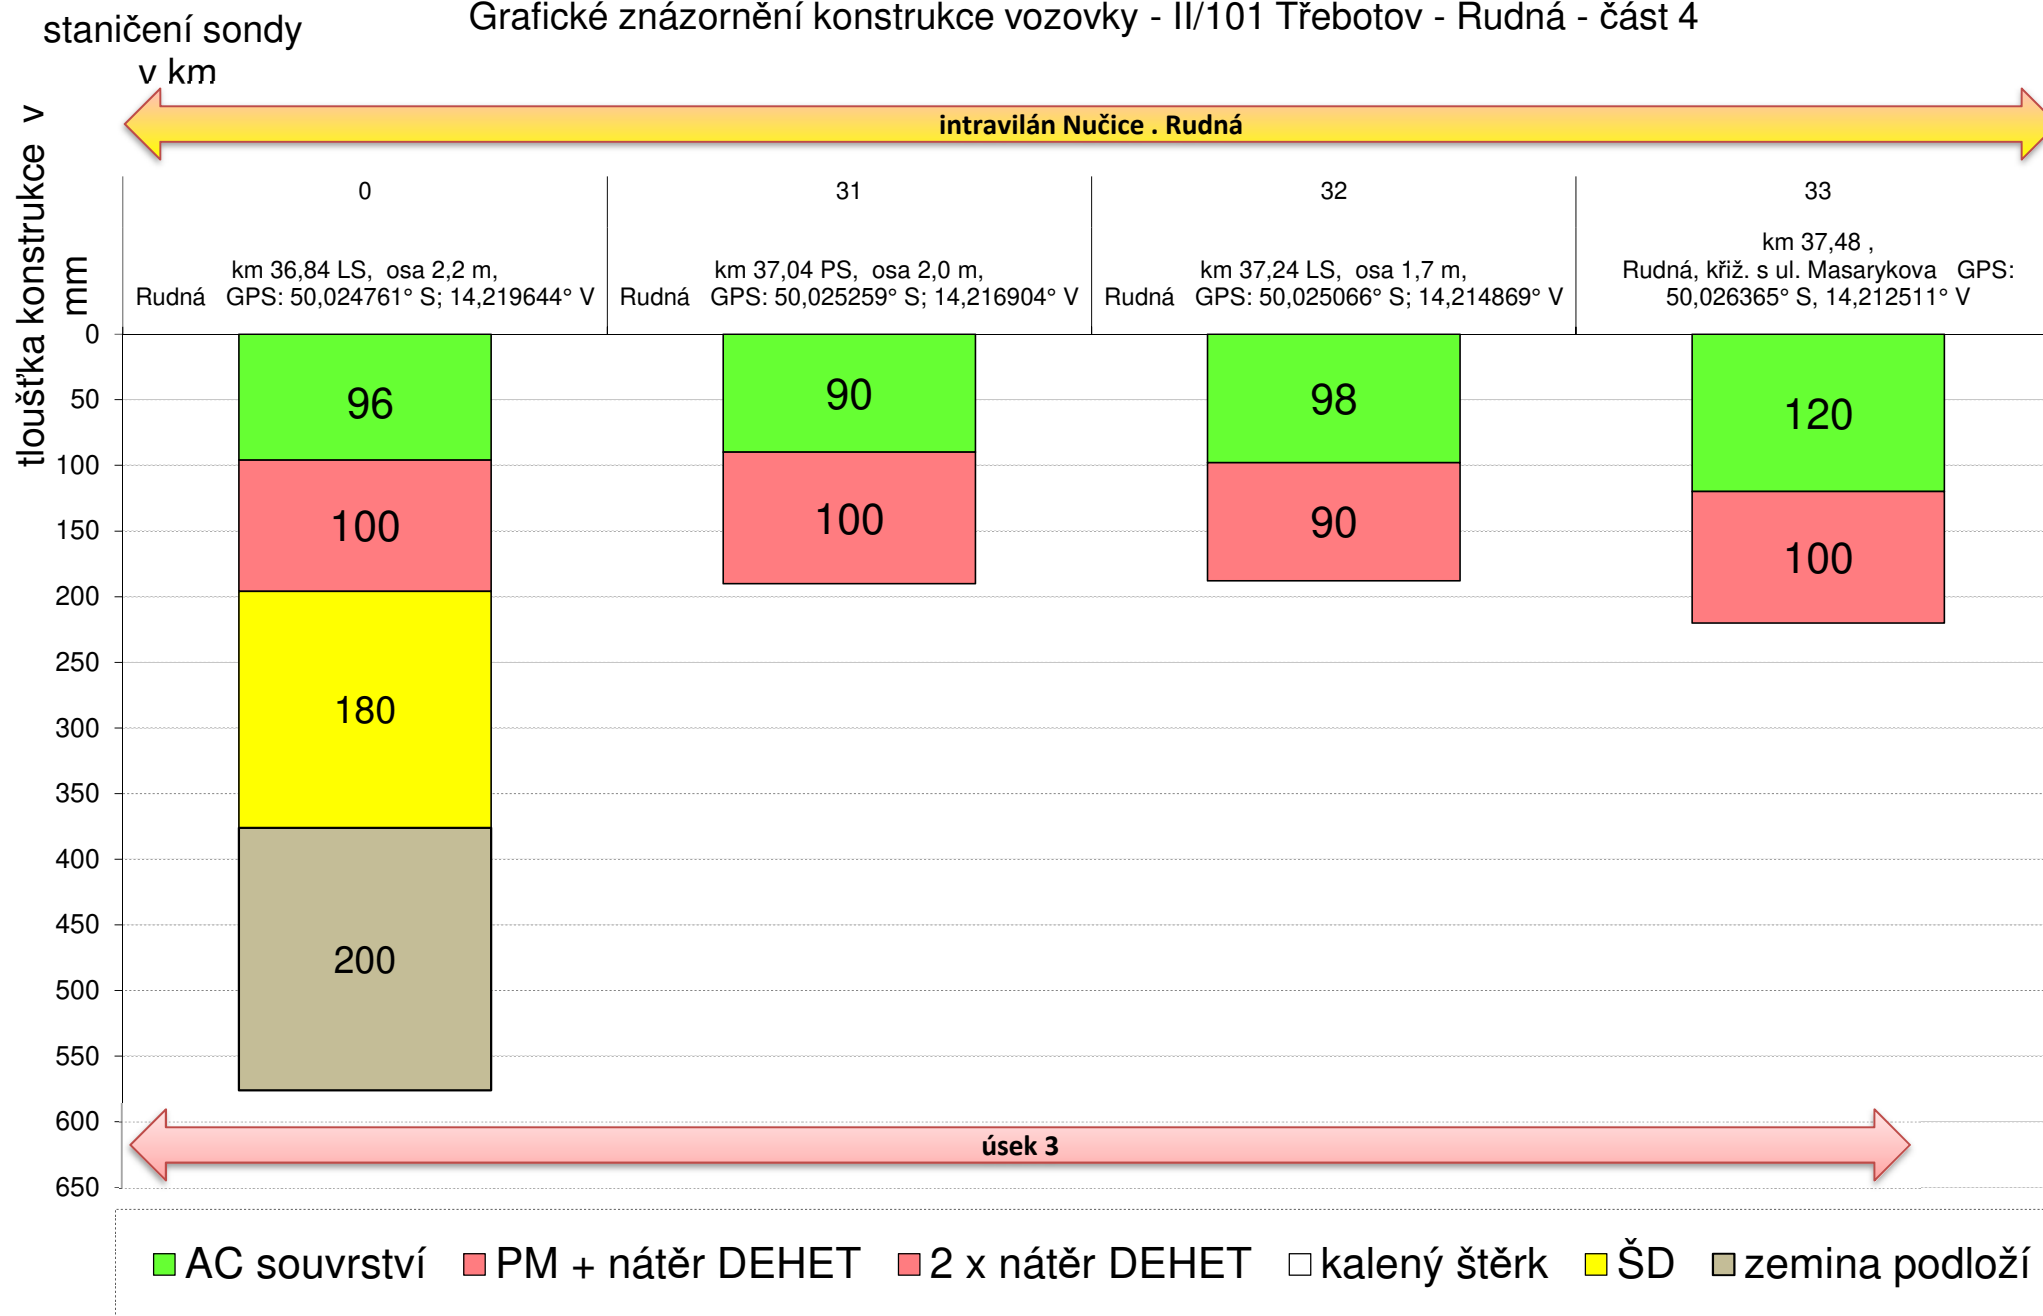 Grafické znázornění konstrukce vozovky - II/101 Třebotov - Rudná - část 4
staničení sondy
v km
tloušťka konstrukce v
mm
intravilán Nučice . Rudná
0
31
32
33
km 36,84 LS, osa 2,2 m,
Rudná GPS: 50,024761° S; 14,219644° V
km 37,04 PS, osa 2,0 m,
Rudná GPS: 50,025259° S; 14,216904° V
km 37,24 LS, osa 1,7 m,
Rudná GPS: 50,025066° S; 14,214869° V
km 37,48 ,
Rudná, křiž. s ul. Masarykova GPS:
50,026365° S, 14,212511° V
0
50
100
150
200
250
300
350
400
450
500
550
600
650
96
100
180
200
90
100
98
90
120
100
úsek 3
AC souvrství PM + nátěr DEHET 2 x nátěr DEHET kalený štěrk ŠD zemina podloží